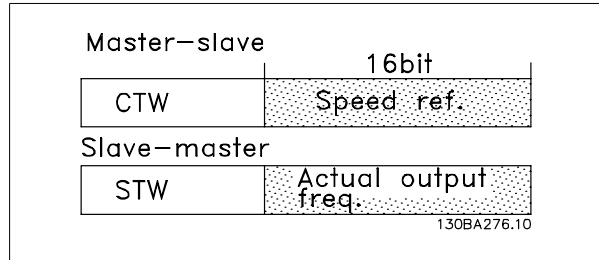 Master-slave
16bit
CTW
Speed ref.
Slave-master
STW
Actual output
freq.
130BA276.10